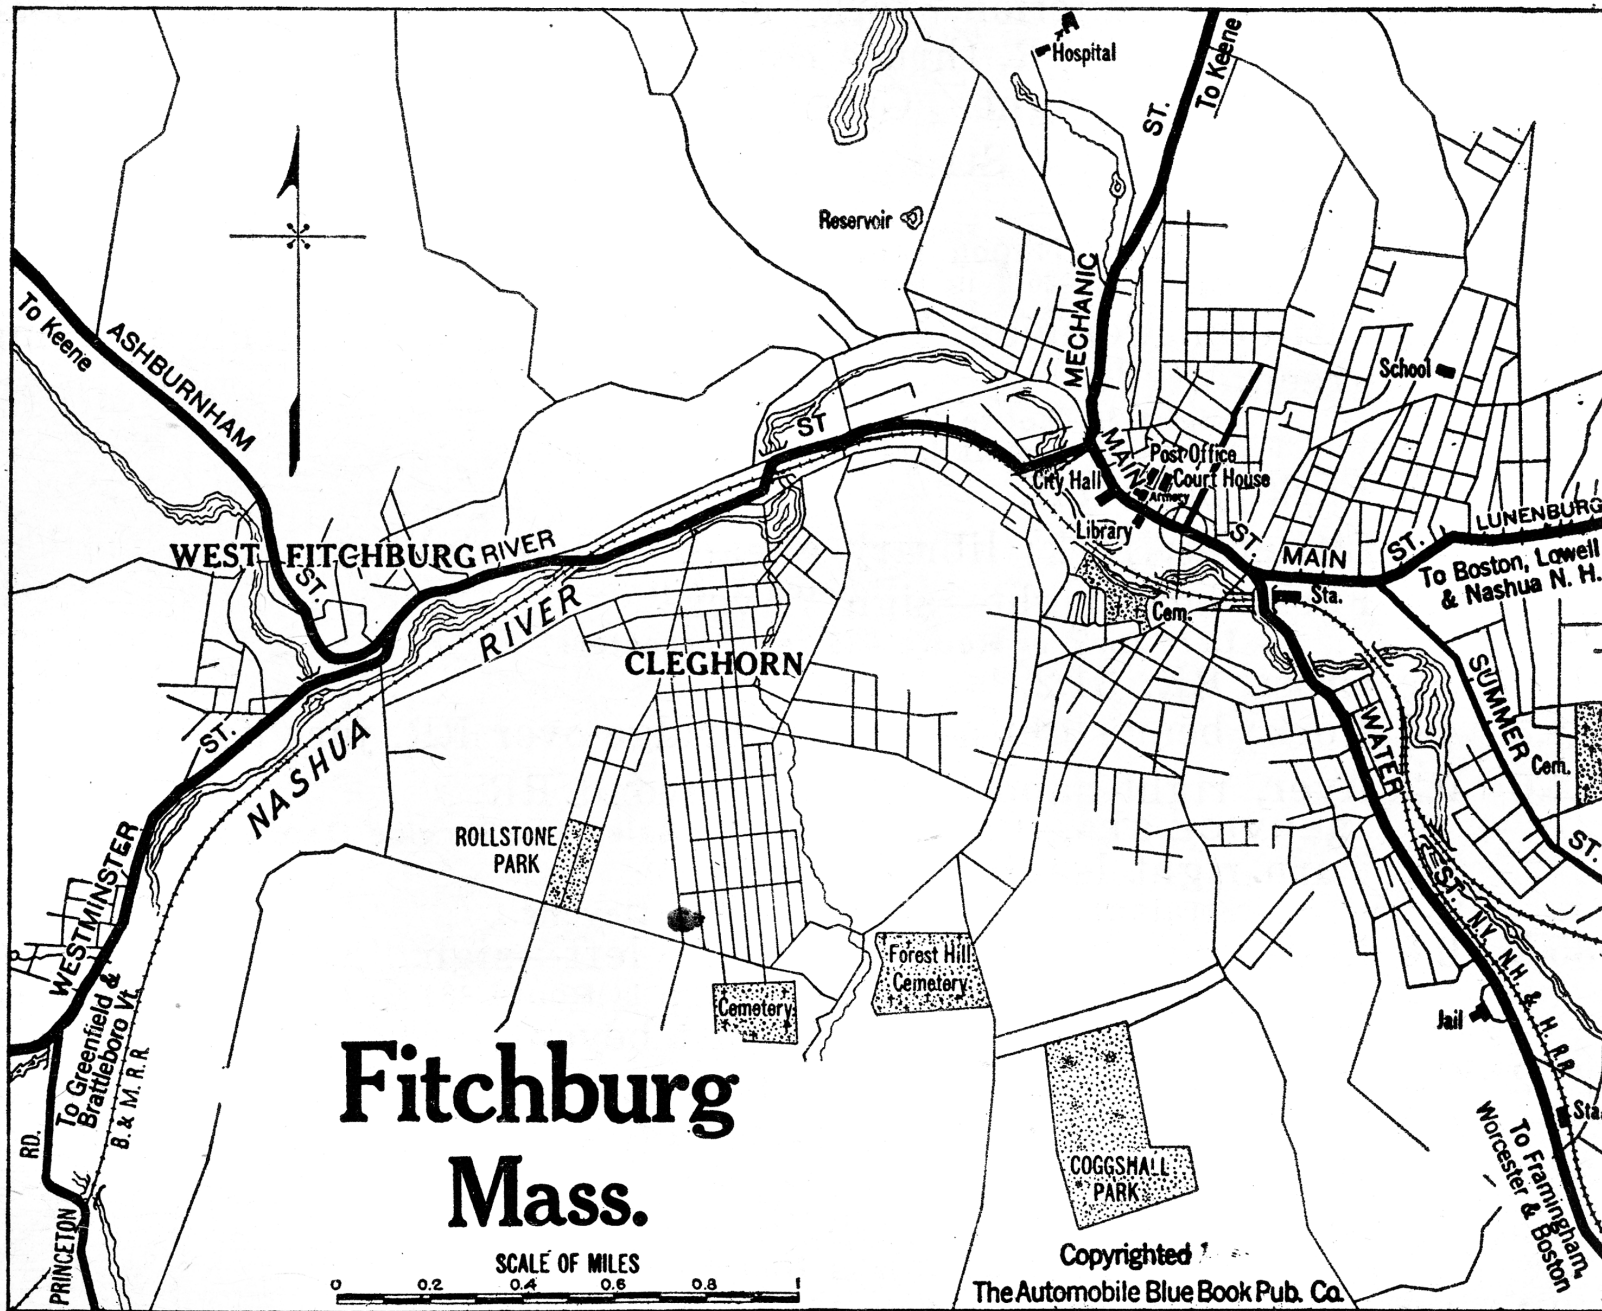 Hospital
To Keene
ST.
Reservoir
MECHANIC
To Keene
ASHBURNHAM
ST.
School
ST
MAIN
Post Office
Court House
City Hall
Armory
Library
ST.
MAIN
ST.
LUNENBURG
To Boston, Lowell
& Nashua N. H.
WEST FITCHBURG
RIVER
Sta.
Cem.
NASHUA RIVER
CLEGHORN
SUMMER
ST.
Cem.
WATER
ST.
ST.
WESTMINSTER
ROLLSTONE
PARK
N.Y. N.H. & H. R.R.
Forest Hill
Cemetery
Cemetery
Jail
To Greenfield &
Brattleboro Vt.
B. & M. R.R.
RD.
PRINCETON
Sta.
To Framingham,
Worcester & Boston
COGGSHALL
PARK
Fitchburg
Mass.
SCALE OF MILES
0 0.2 0.4 0.6 0.8 1
Copyrighted
The Automobile Blue Book Pub. Co.